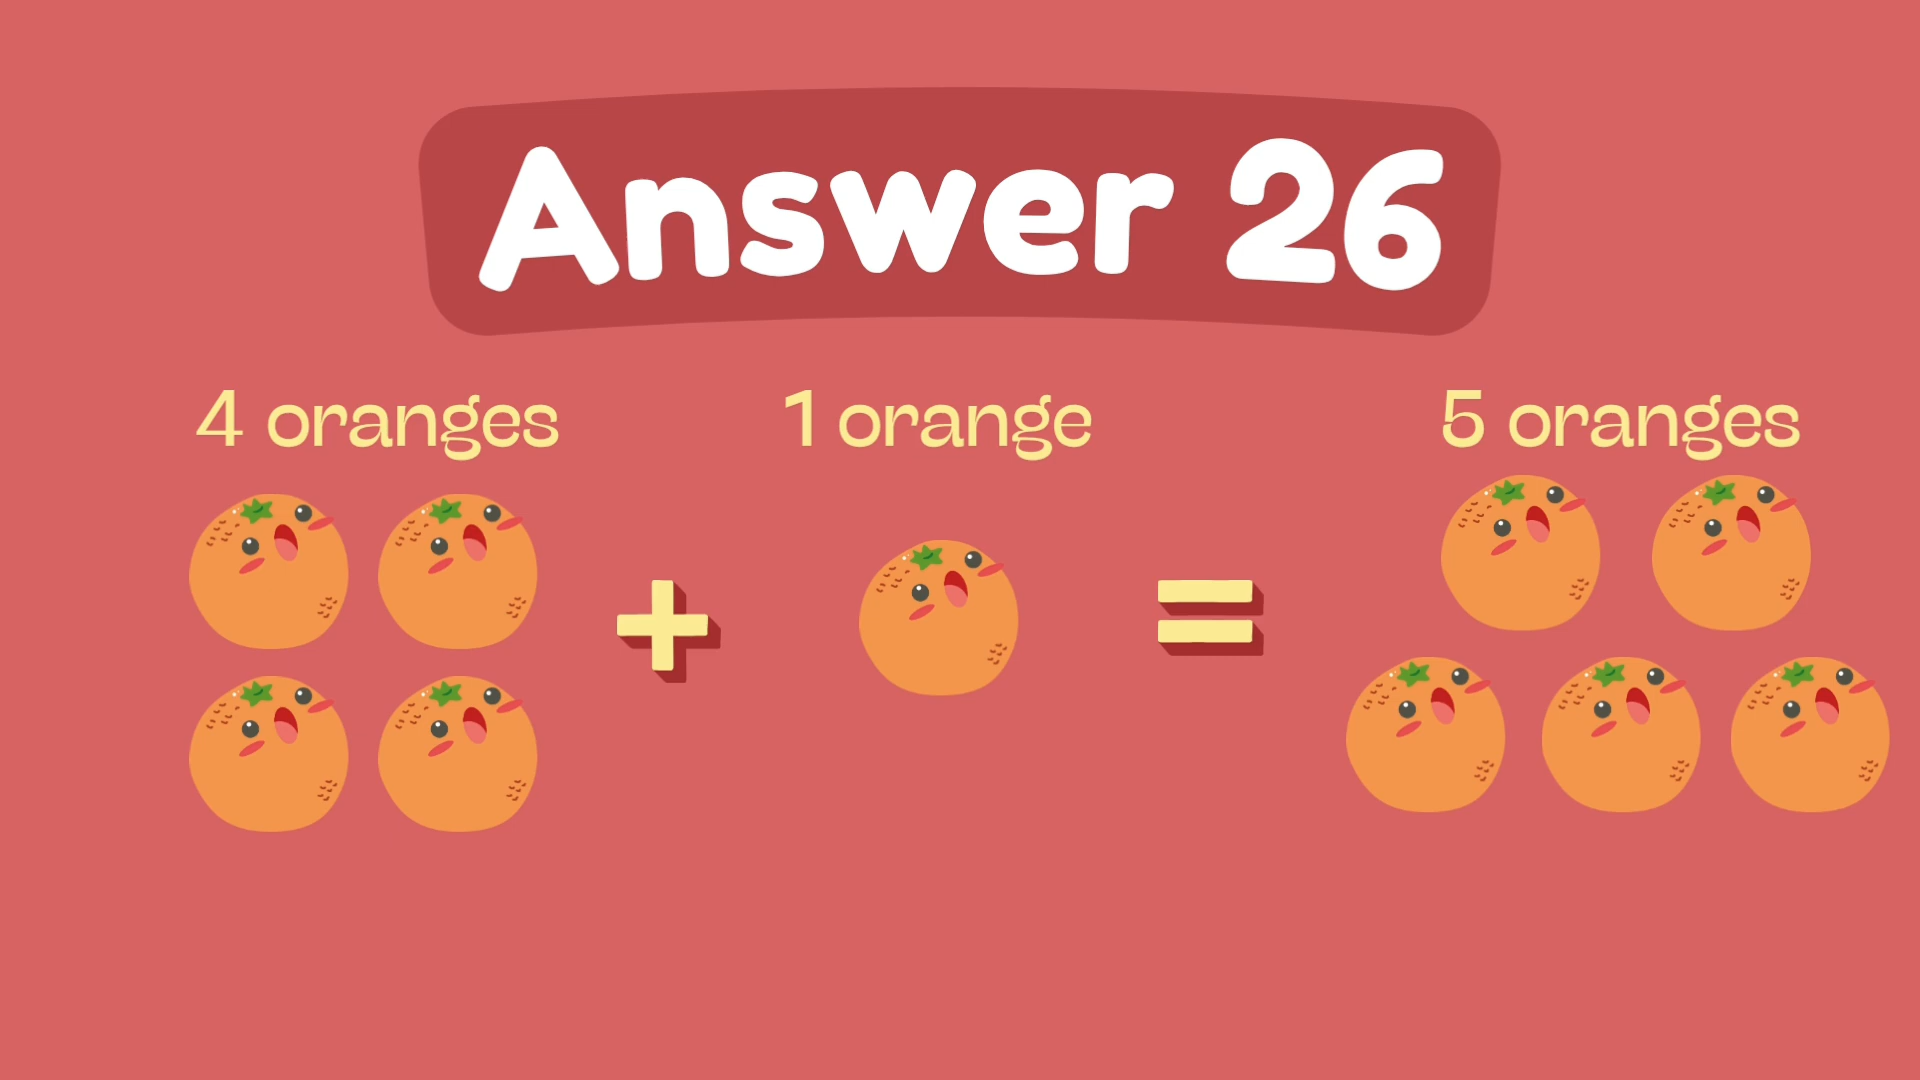 Answer 26
4 oranges
1 orange
5 oranges
+
=